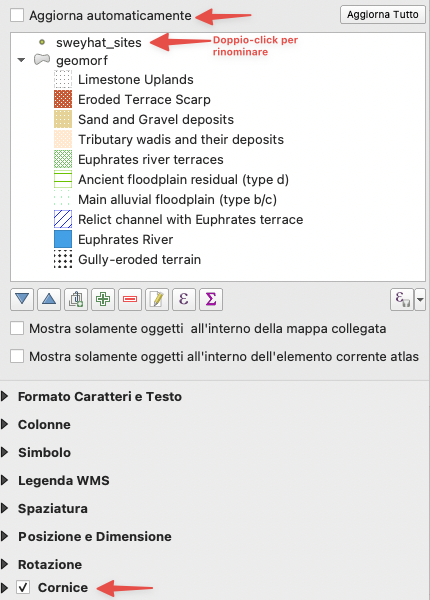 Aggiorna automaticamente
Aggiorna Tutto
sweyhat_sites
Doppio-click per
rinominare
geomorf
Limestone Uplands
Eroded Terrace Scarp
Sand and Gravel deposits
Tributary wadis and their deposits
Euphrates river terraces
Ancient floodplain residual (type d)
Main alluvial floodplain (type b/c)
Relict channel with Euphrates terrace
Euphrates River
Gully-eroded terrain
ε Σ ε
Mostra solamente oggetti  all'interno della mappa collegata
Mostra solamente oggetti all'interno dell'elemento corrente atlas
Formato Caratteri e Testo
Colonne
Simbolo
Legenda WMS
Spaziatura
Posizione e Dimensione
Rotazione
Cornice